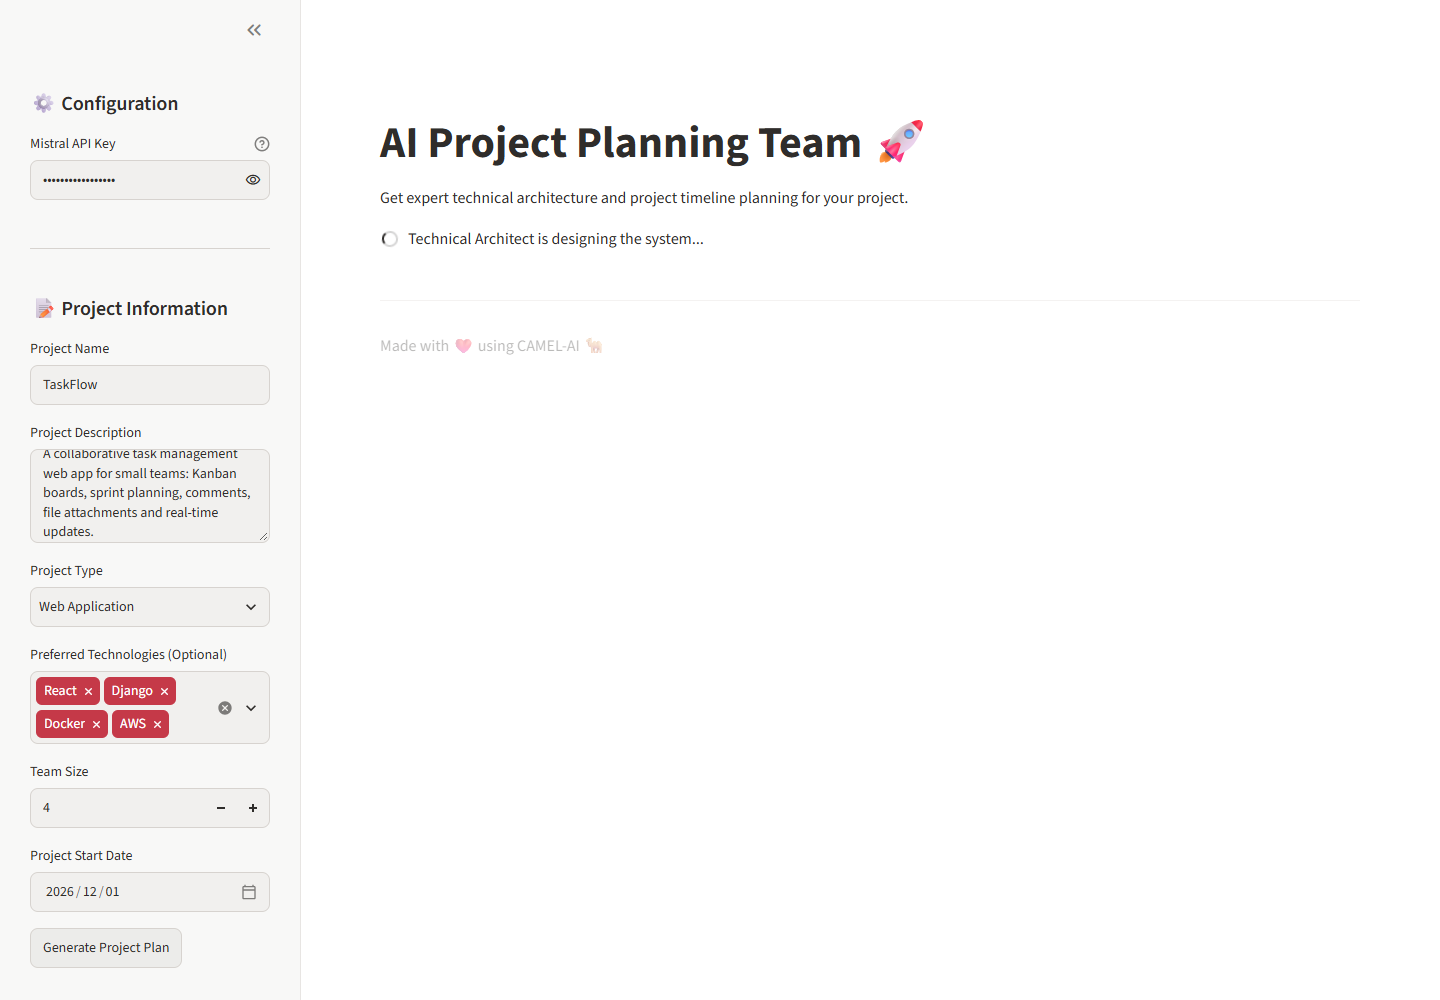 Configuration
Mistral API Key
•••••••••••••••••
Project Information
Project Name
TaskFlow
Project Description
A collaborative task management
web app for small teams: Kanban
boards, sprint planning, comments,
file attachments and real-time
updates.
Project Type
Web Application
Preferred Technologies (Optional)
React × Django ×
Docker × AWS ×
Team Size
4
Project Start Date
2026 / 12 / 01
Generate Project Plan
AI Project Planning Team 🚀
Get expert technical architecture and project timeline planning for your project.
Technical Architect is designing the system...
Made with ❤️ using CAMEL-AI 🐪